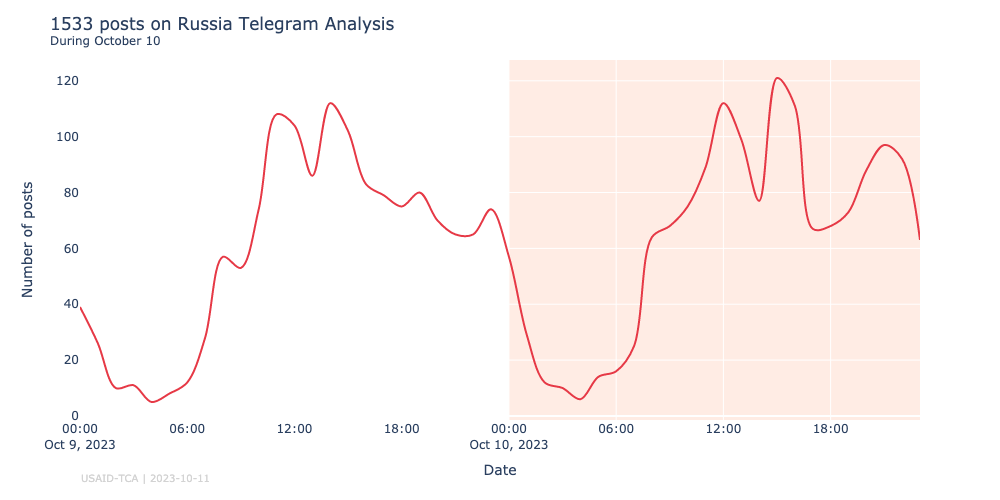 1533 posts on Russia Telegram Analysis
During October 10
Number of posts
120
100
80
60
40
20
0
00:00 06:00 12:00 18:00 00:00 06:00 12:00 18:00
Oct 9, 2023 Oct 10, 2023
Date
USAID-TCA | 2023-10-11